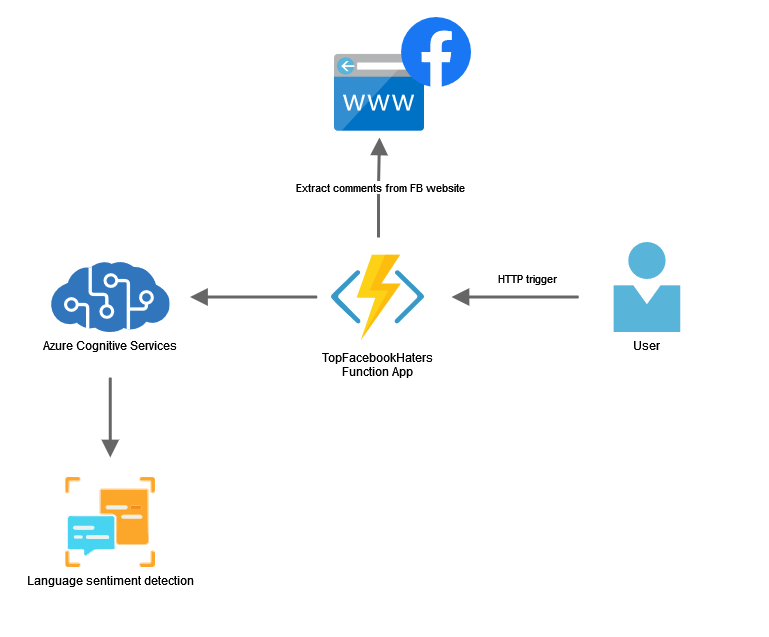 WWW
Extract comments from FB website
HTTP trigger
Azure Cognitive Services
TopFacebookHaters
Function App
User
Language sentiment detection